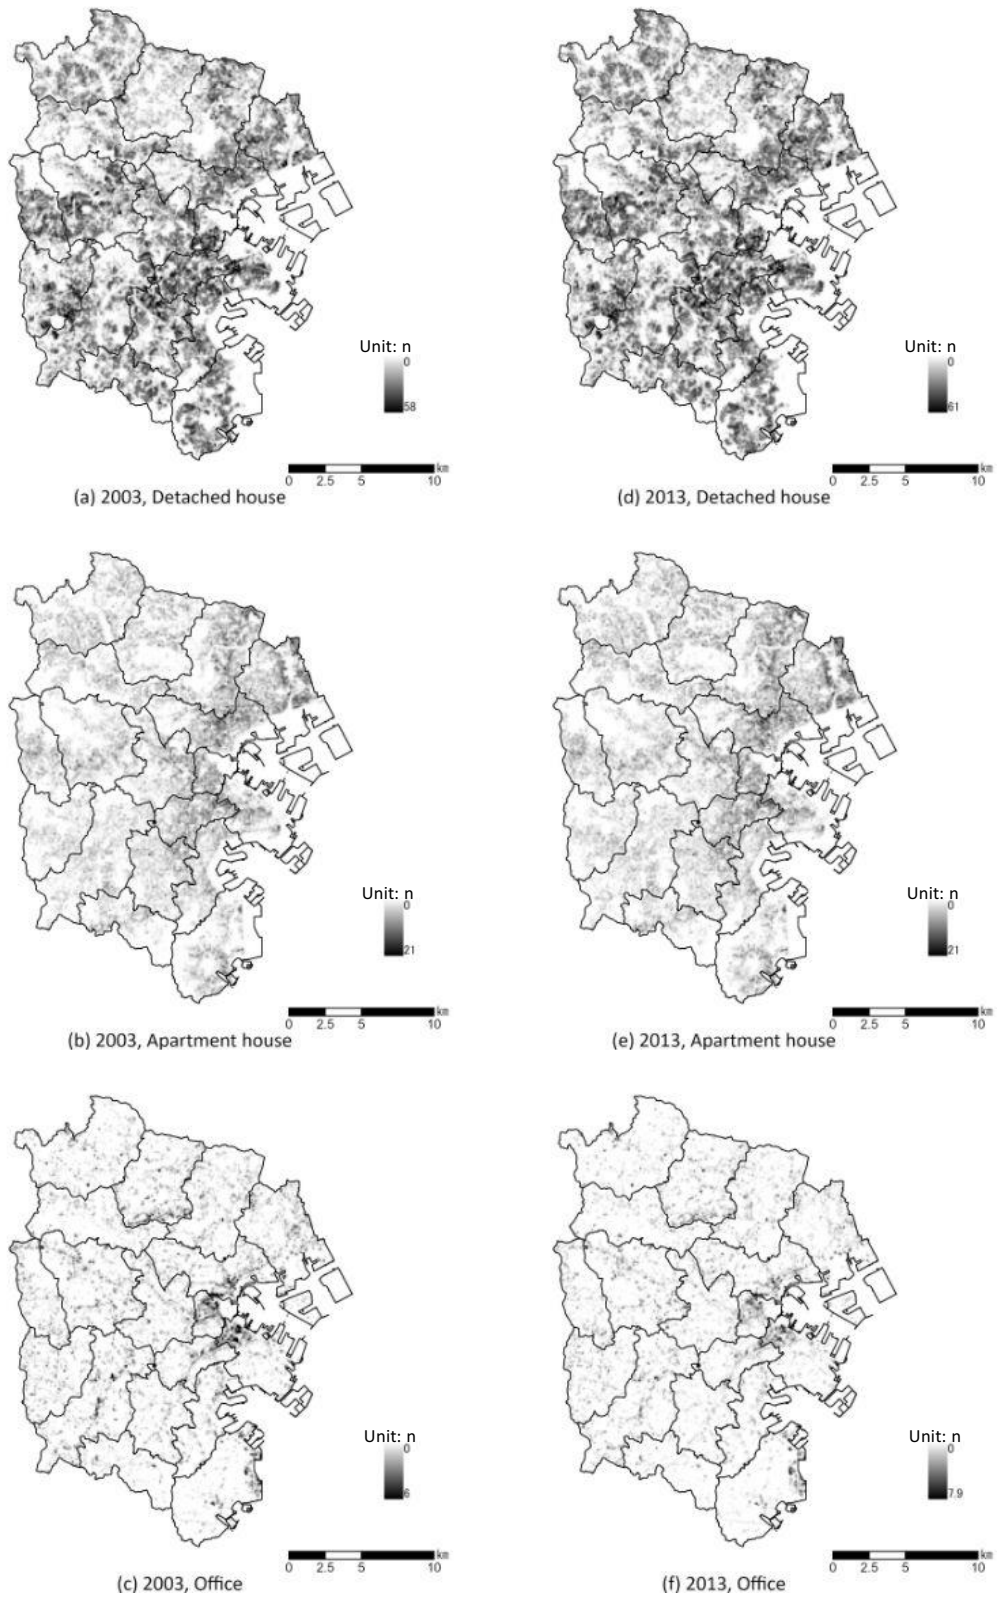 Unit: n
0
58
km
0 2.5 5 10
(a) 2003, Detached house
Unit: n
0
61
km
0 2.5 5 10
(d) 2013, Detached house
Unit: n
0
21
km
0 2.5 5 10
(b) 2003, Apartment house
Unit: n
0
21
km
0 2.5 5 10
(e) 2013, Apartment house
Unit: n
0
6
km
0 2.5 5 10
(c) 2003, Office
Unit: n
0
7.9
km
0 2.5 5 10
(f) 2013, Office